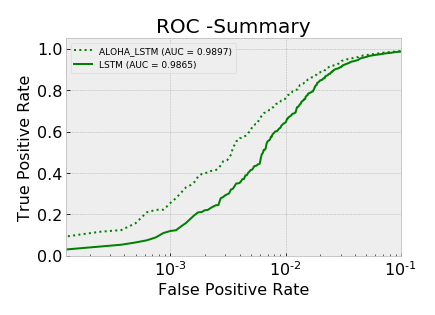 ROC -Summary
ALOHA_LSTM (AUC = 0.9897)
LSTM (AUC = 0.9865)
True Positive Rate
1.0
0.8
0.6
0.4
0.2
0.0
10⁻³
10⁻²
10⁻¹
False Positive Rate